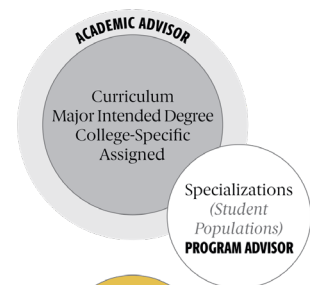 ACADEMIC ADVISOR
Curriculum
Major Intended Degree
College-Specific
Assigned
Specializations
(Student
Populations)
PROGRAM ADVISOR